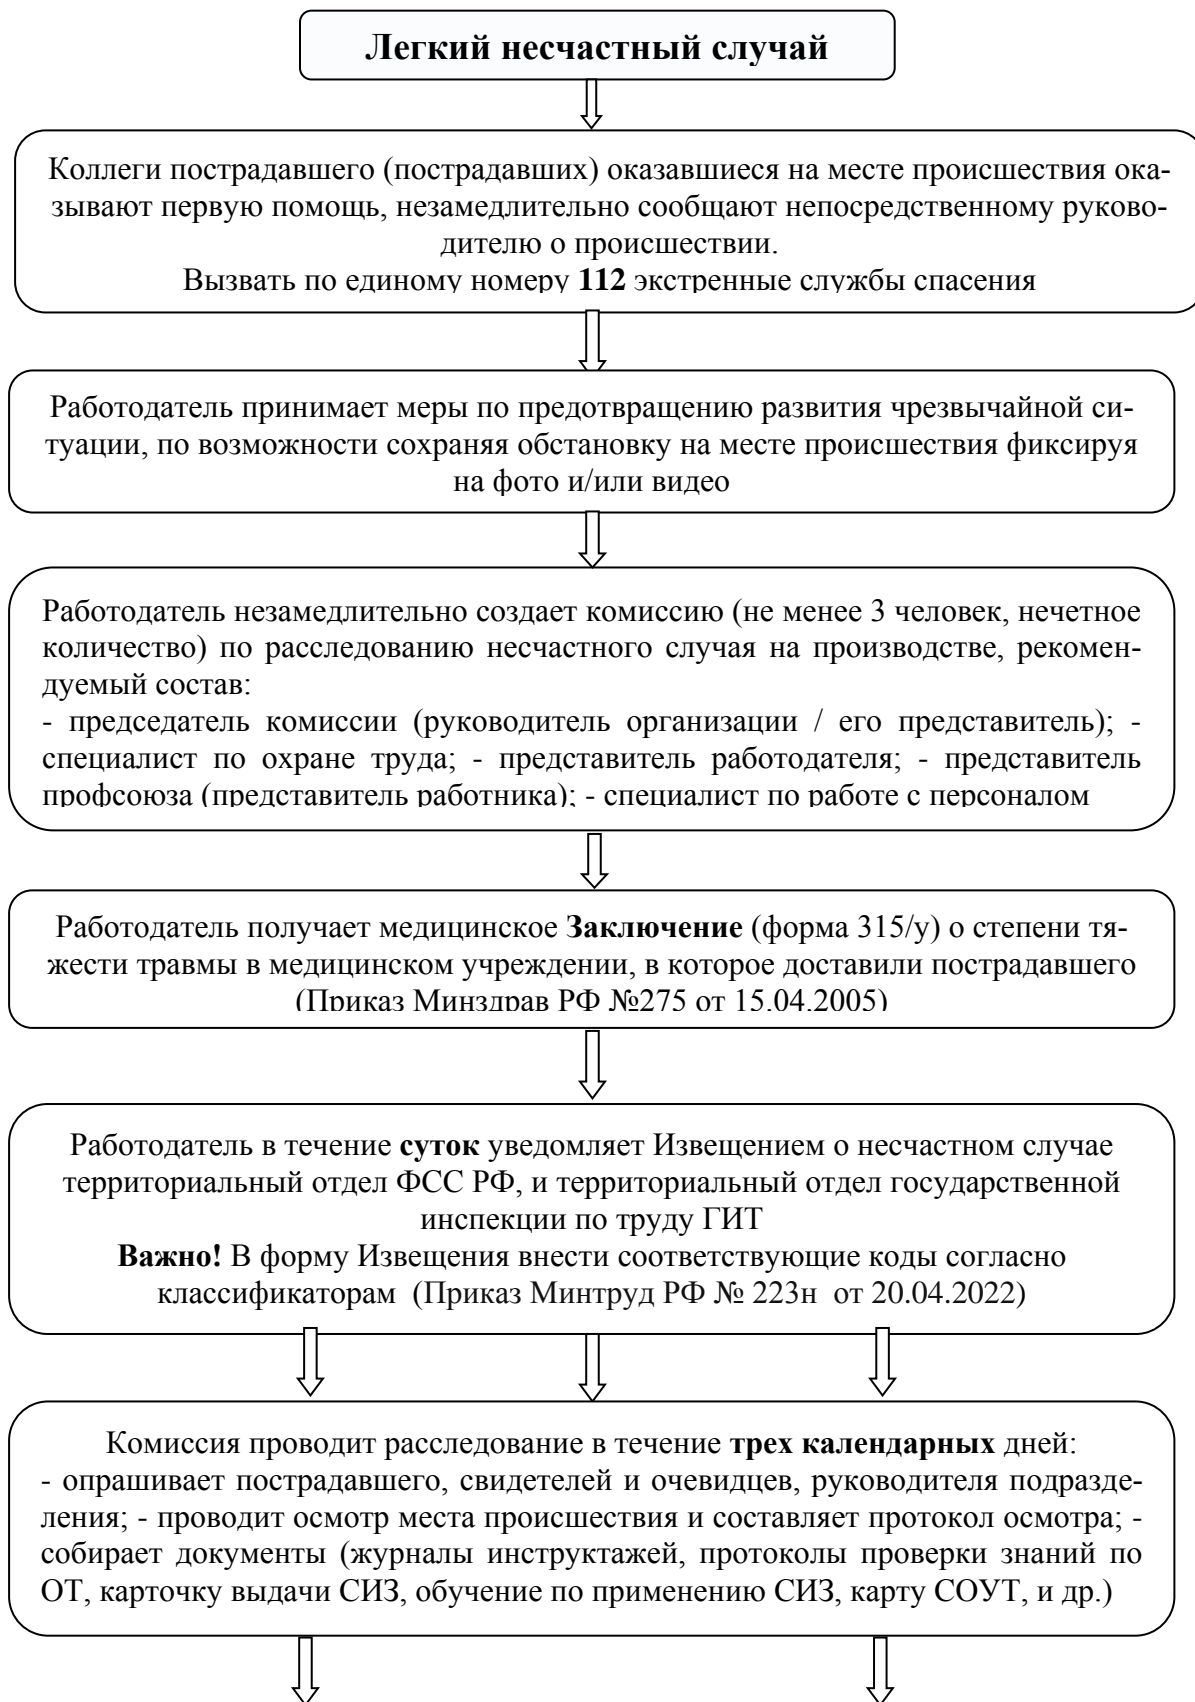 Легкий несчастный случай
Коллеги пострадавшего (пострадавших) оказавшиеся на месте происшествия ока-
зывают первую помощь, незамедлительно сообщают непосредственному руково-
дителю о происшествии.
Вызвать по единому номеру 112 экстренные службы спасения
Работодатель принимает меры по предотвращению развития чрезвычайной си-
туации, по возможности сохраняя обстановку на месте происшествия фиксируя
на фото и/или видео
Работодатель незамедлительно создает комиссию (не менее 3 человек, нечетное
количество) по расследованию несчастного случая на производстве, рекомен-
дуемый состав:
- председатель комиссии (руководитель организации / его представитель); -
специалист по охране труда; - представитель работодателя; - представитель
профсоюза (представитель работника); - специалист по работе с персоналом
Работодатель получает медицинское Заключение (форма 315/у) о степени тя-
жести травмы в медицинском учреждении, в которое доставили пострадавшего
(Приказ Минздрав РФ №275 от 15.04.2005)
Работодатель в течение суток уведомляет Извещением о несчастном случае
территориальный отдел ФСС РФ, и территориальный отдел государственной
инспекции по труду ГИТ
Важно! В форму Извещения внести соответствующие коды согласно
классификаторам (Приказ Минтруд РФ № 223н от 20.04.2022)
Комиссия проводит расследование в течение трех календарных дней:
- опрашивает пострадавшего, свидетелей и очевидцев, руководителя подразде-
ления; - проводит осмотр места происшествия и составляет протокол осмотра; -
собирает документы (журналы инструктажей, протоколы проверки знаний по
ОТ, карточку выдачи СИЗ, обучение по применению СИЗ, карту СОУТ, и др.)